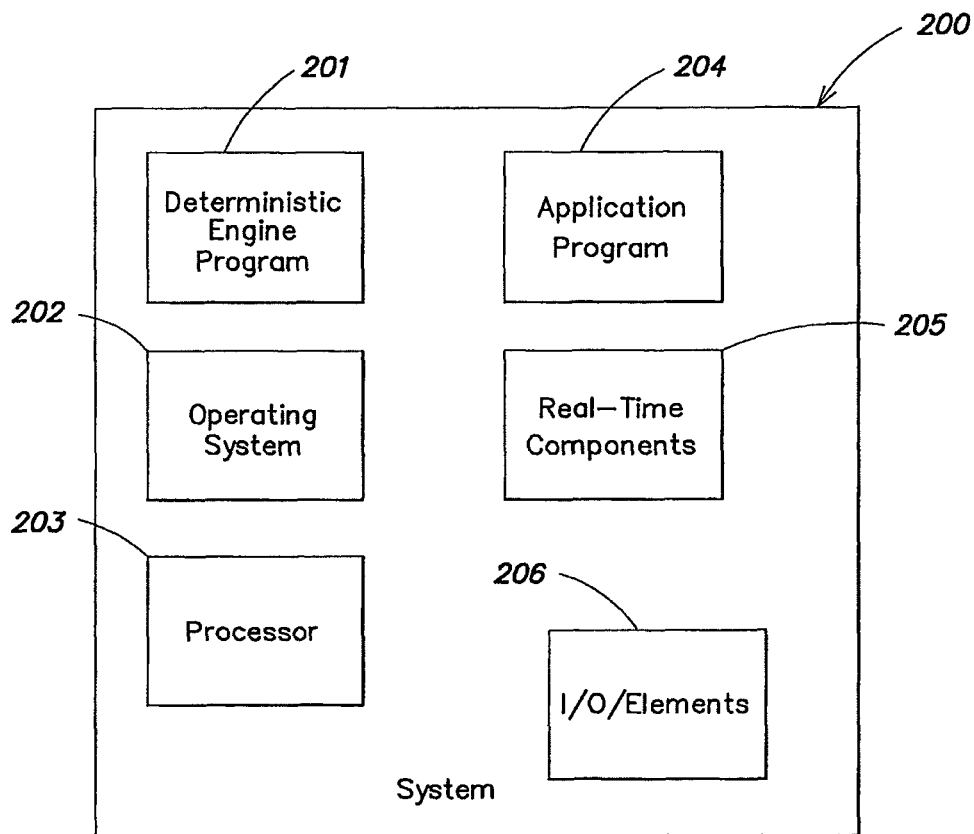 200
201
204
Deterministic
Engine
Program
Application
Program
202
205
Operating
System
Real-Time
Components
203
206
Processor
I/O/Elements
System